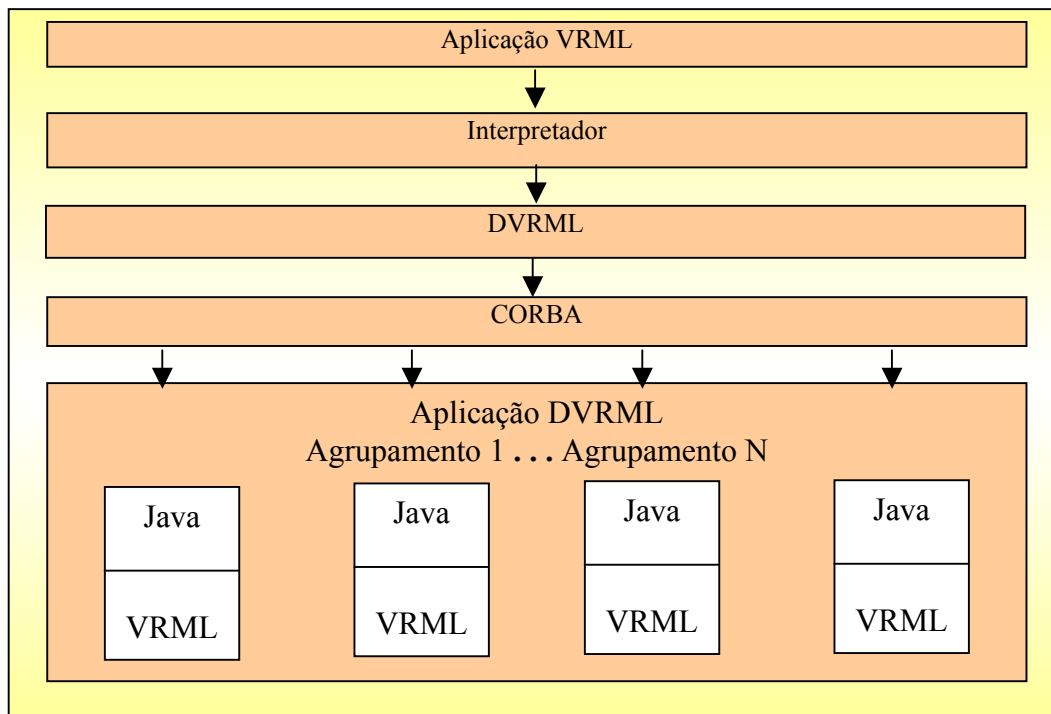 Aplicação VRML
Interpretador
DVRML
CORBA
Aplicação DVRML
Agrupamento 1 . . . Agrupamento N
Java
VRML
Java
VRML
Java
VRML
Java
VRML